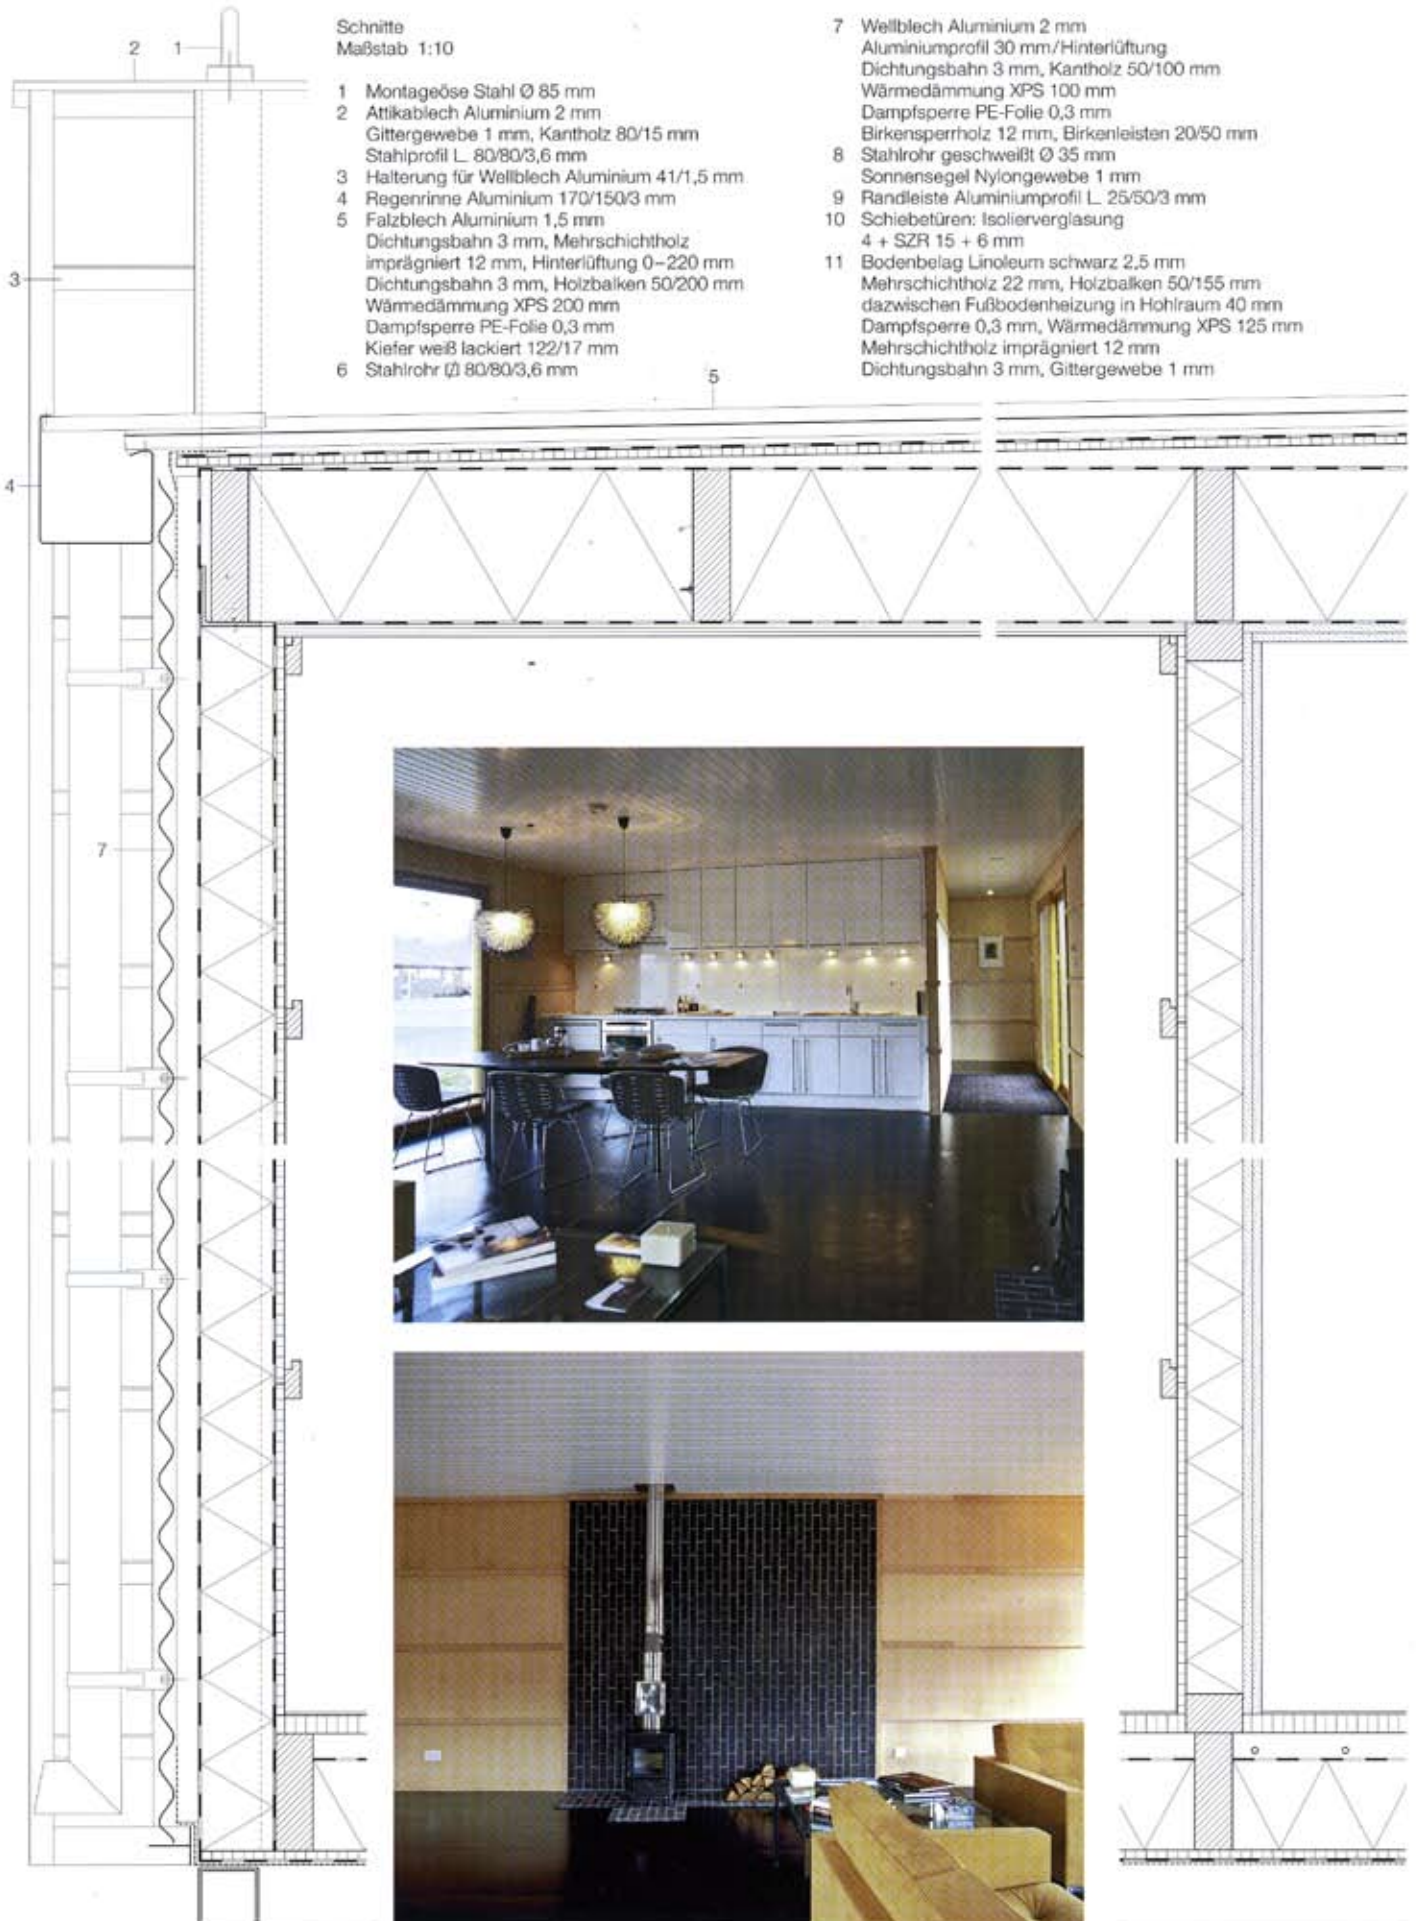 Schnitte
Maßstab 1:10
1 Montageöse Stahl Ø 85 mm
2 Attikablech Aluminium 2 mm
Gittergewebe 1 mm, Kantholz 80/15 mm
Stahlprofil L 80/80/3,6 mm
3 Halterung für Wellblech Aluminium 41/1,5 mm
4 Regenrinne Aluminium 170/150/3 mm
5 Falzblech Aluminium 1,5 mm
Dichtungsbahn 3 mm, Mehrschichtholz
imprägniert 12 mm, Hinterlüftung 0–220 mm
Dichtungsbahn 3 mm, Holzbalken 50/200 mm
Wärmedämmung XPS 200 mm
Dampfsperre PE-Folie 0,3 mm
Kiefer weiß lackiert 122/17 mm
6 Stahlrohr 80/80/3,6 mm
7 Wellblech Aluminium 2 mm
Aluminiumprofil 30 mm/Hinterlüftung
Dichtungsbahn 3 mm, Kantholz 50/100 mm
Wärmedämmung XPS 100 mm
Dampfsperre PE-Folie 0,3 mm
Birkensperrholz 12 mm, Birkenleisten 20/50 mm
8 Stahlrohr geschweißt Ø 35 mm
Sonnensegel Nylongewebe 1 mm
9 Randleiste Aluminiumprofil L 25/50/3 mm
10 Schiebetüren: Isolierverglasung
4 + SZR 15 + 6 mm
11 Bodenbelag Linoleum schwarz 2,5 mm
Mehrschichtholz 22 mm, Holzbalken 50/155 mm
dazwischen Fußbodenheizung in Hohlraum 40 mm
Dampfsperre 0,3 mm, Wärmedämmung XPS 125 mm
Mehrschichtholz imprägniert 12 mm
Dichtungsbahn 3 mm, Gittergewebe 1 mm
2 1
3
5
4
7